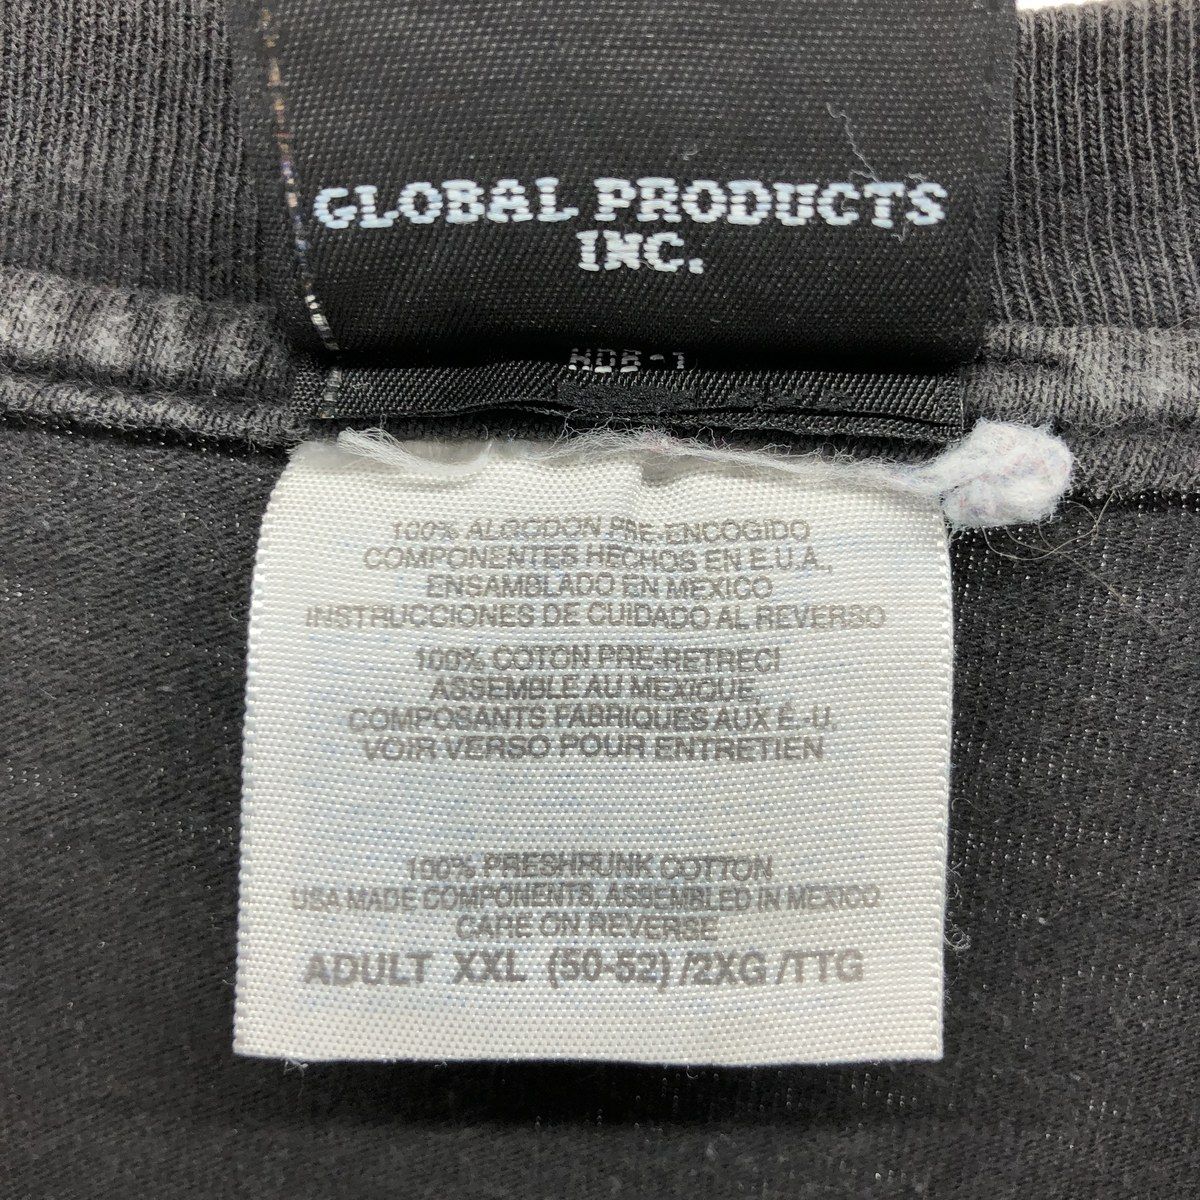 GLOBAL PRODUCTS
INC.
HDB-1
100% ALGODON PRE-ENCOGIDO
COMPONENTES HECHOS EN E.U.A.,
ENSAMBLADO EN MEXICO
INSTRUCCIONES DE CUIDADO AL REVERSO
100% COTON PRE-RETRECI
ASSEMBLE AU MEXIQUE,
COMPOSANTS FABRIQUES AUX É.-U.
VOIR VERSO POUR ENTRETIEN
100% PRESHRUNK COTTON
USA MADE COMPONENTS, ASSEMBLED IN MEXICO
CARE ON REVERSE
ADULT XXL (50-52) /2XG /TTG